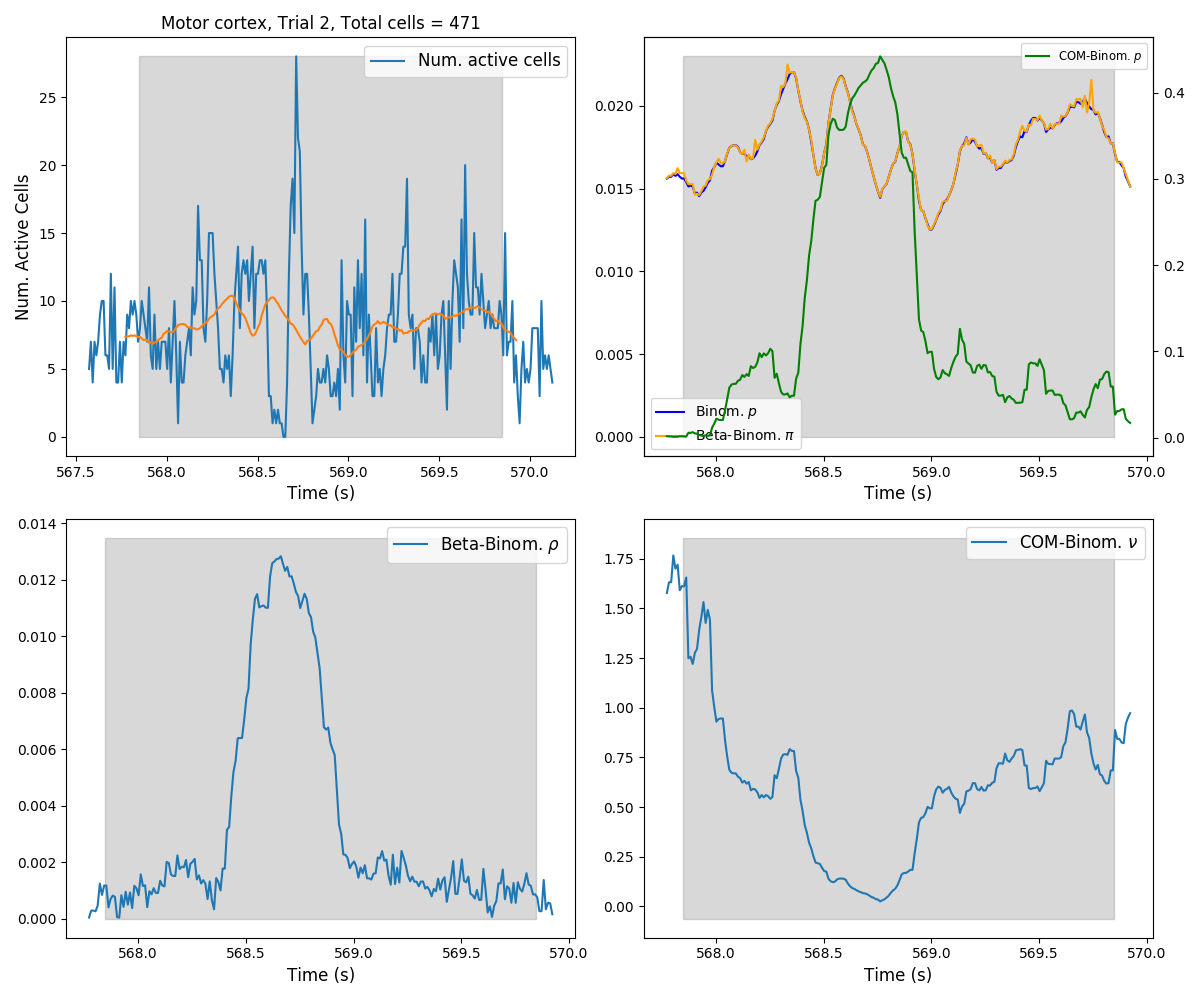 Motor cortex, Trial 2, Total cells = 471
Num. active cells
Num. Active Cells
25
20
15
10
5
0
567.5 568.0 568.5 569.0 569.5 570.0
Time (s)
COM-Binom. p
0.020
0.015
0.010
0.005
0.000
0.4
0.3
0.2
0.1
0.0
Binom. p
Beta-Binom. π
568.0 568.5 569.0 569.5 570.0
Time (s)
Beta-Binom. ρ
0.014
0.012
0.010
0.008
0.006
0.004
0.002
0.000
568.0 568.5 569.0 569.5 570.0
Time (s)
COM-Binom. ν
1.75
1.50
1.25
1.00
0.75
0.50
0.25
0.00
568.0 568.5 569.0 569.5 570.0
Time (s)